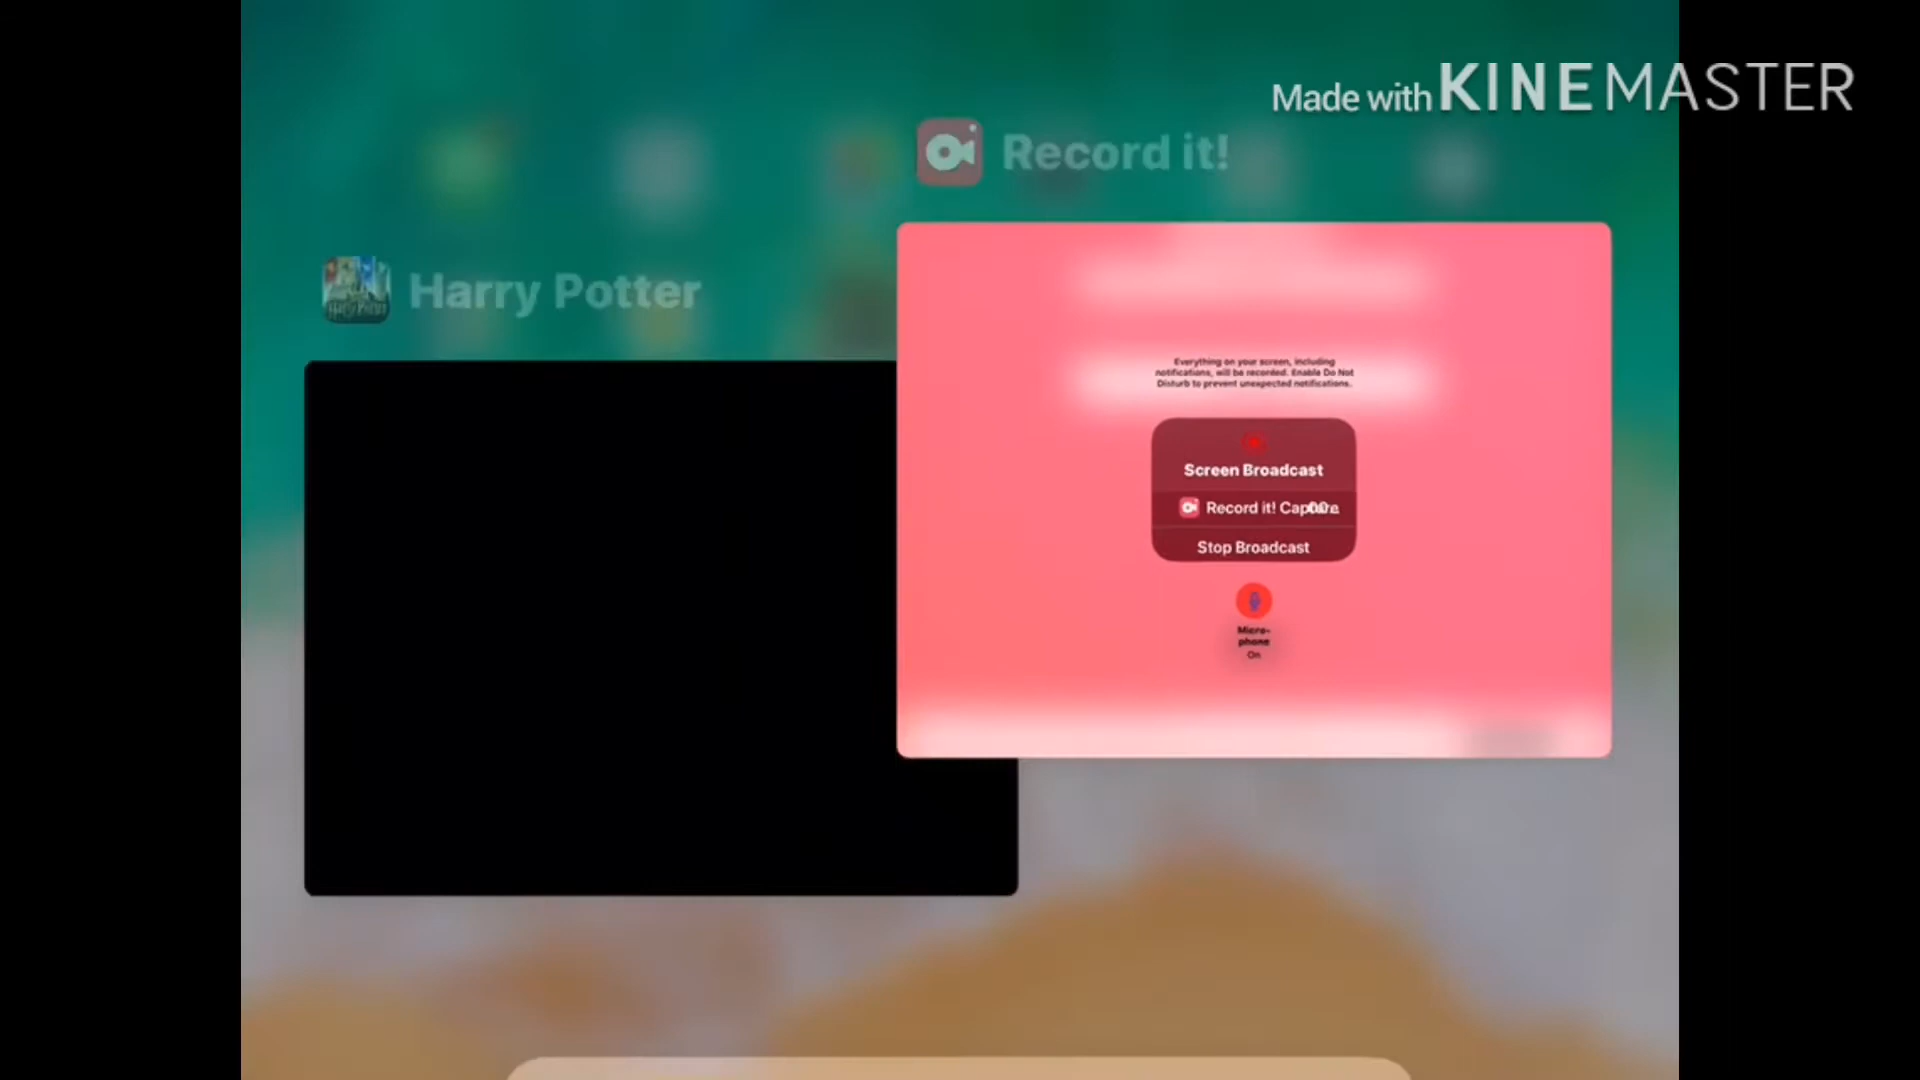 Made with KINEMASTER
Record it!
Harry Potter
Everything on your screen, including
notifications, will be recorded. Enable Do Not
Disturb to prevent unexpected notifications.
Screen Broadcast
Record it! Capture
Stop Broadcast
Micro-
phone
On